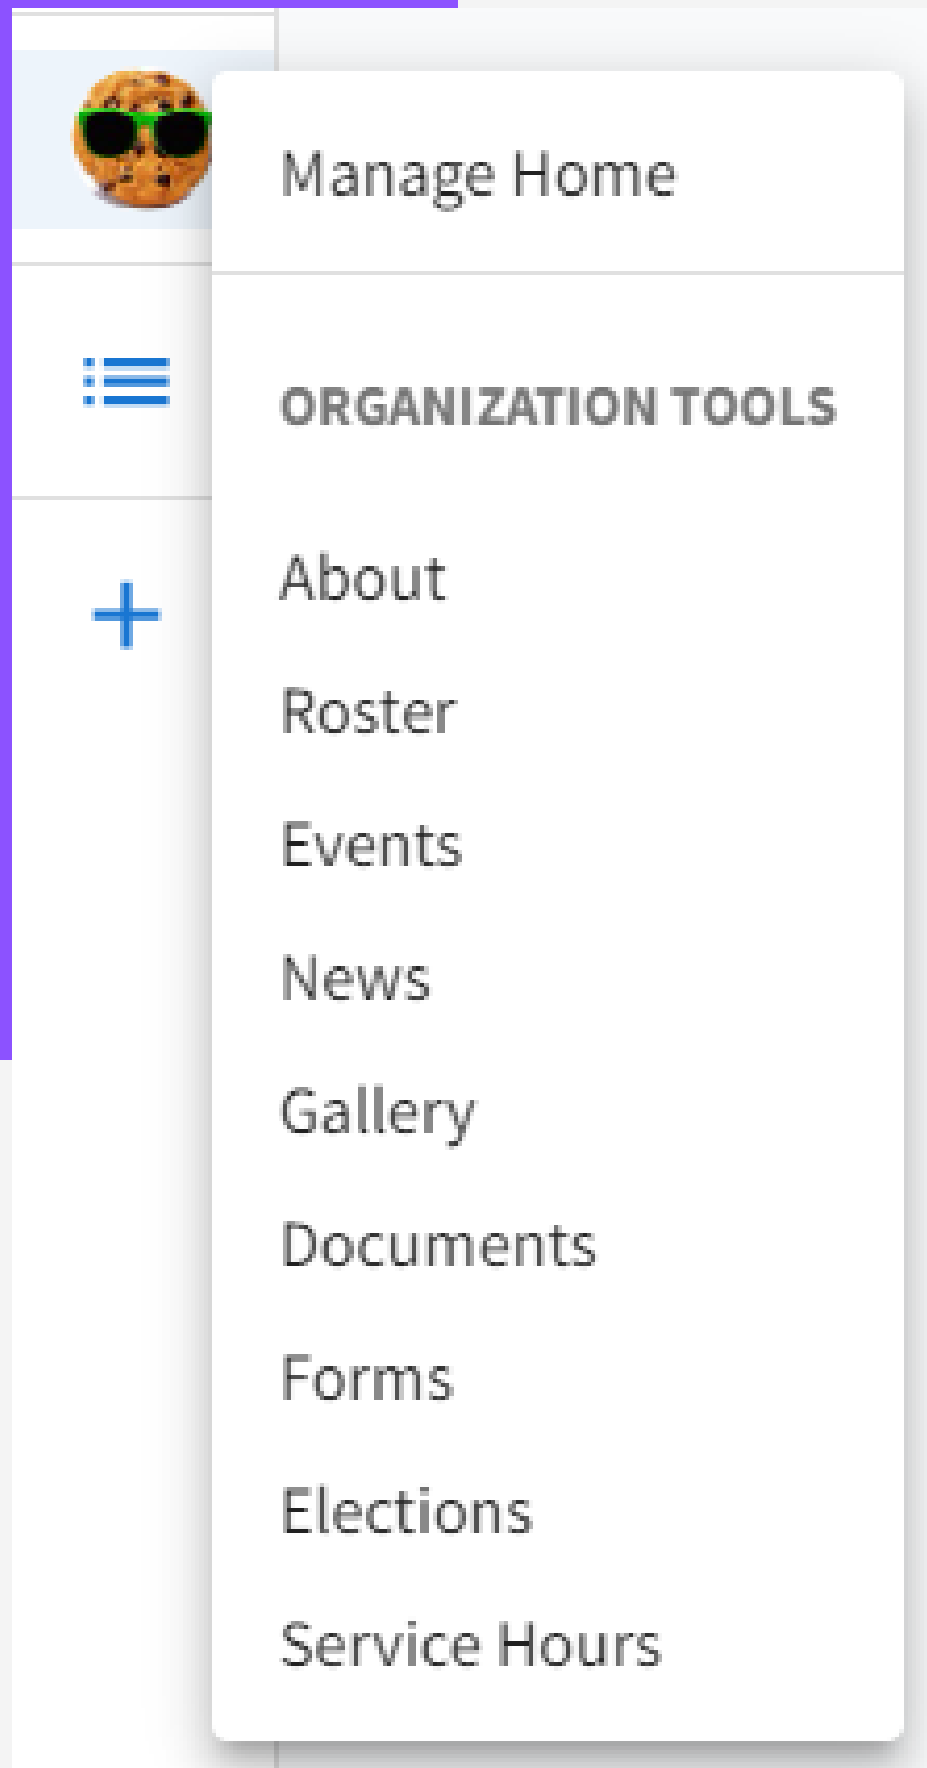 Manage Home
ORGANIZATION TOOLS
About
Roster
Events
News
Gallery
Documents
Forms
Elections
Service Hours